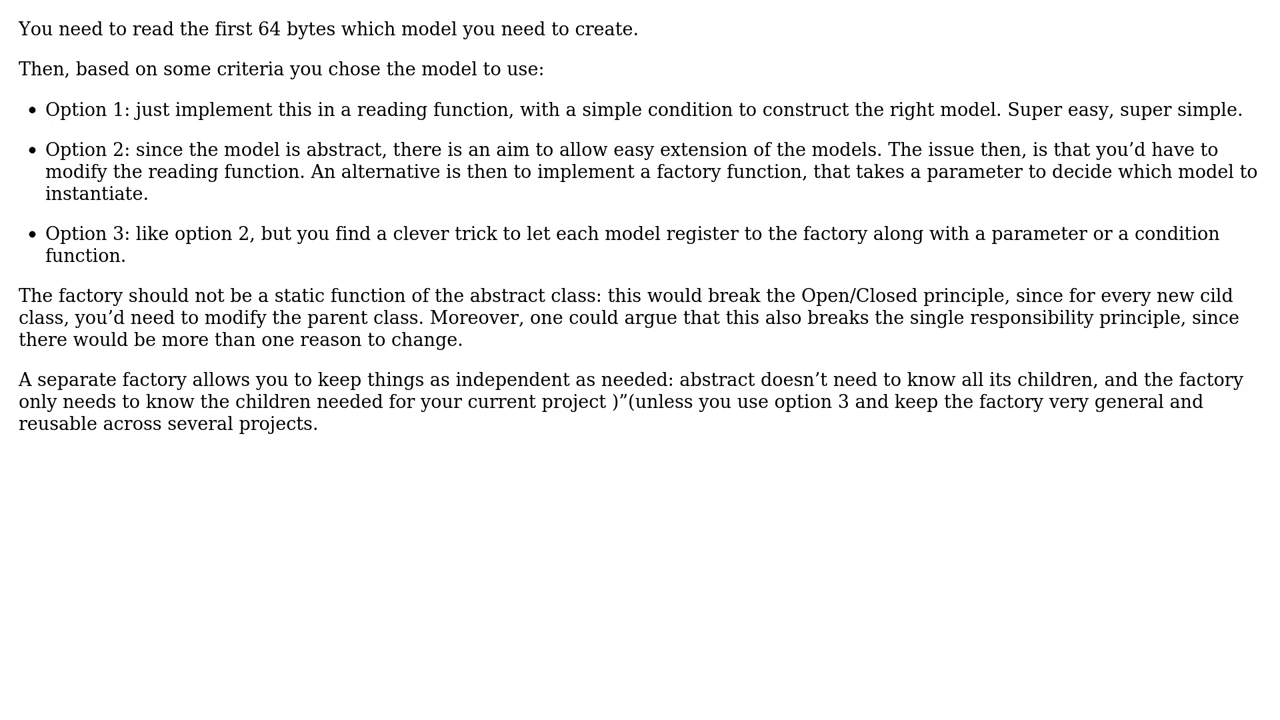 You need to read the first 64 bytes which model you need to create.
Then, based on some criteria you chose the model to use:
• Option 1: just implement this in a reading function, with a simple condition to construct the right model. Super easy, super simple.
• Option 2: since the model is abstract, there is an aim to allow easy extension of the models. The issue then, is that you’d have to
modify the reading function. An alternative is then to implement a factory function, that takes a parameter to decide which model to
instantiate.
• Option 3: like option 2, but you find a clever trick to let each model register to the factory along with a parameter or a condition
function.
The factory should not be a static function of the abstract class: this would break the Open/Closed principle, since for every new cild
class, you’d need to modify the parent class. Moreover, one could argue that this also breaks the single responsibility principle, since
there would be more than one reason to change.
A separate factory allows you to keep things as independent as needed: abstract doesn’t need to know all its children, and the factory
only needs to know the children needed for your current project )”(unless you use option 3 and keep the factory very general and
reusable across several projects.